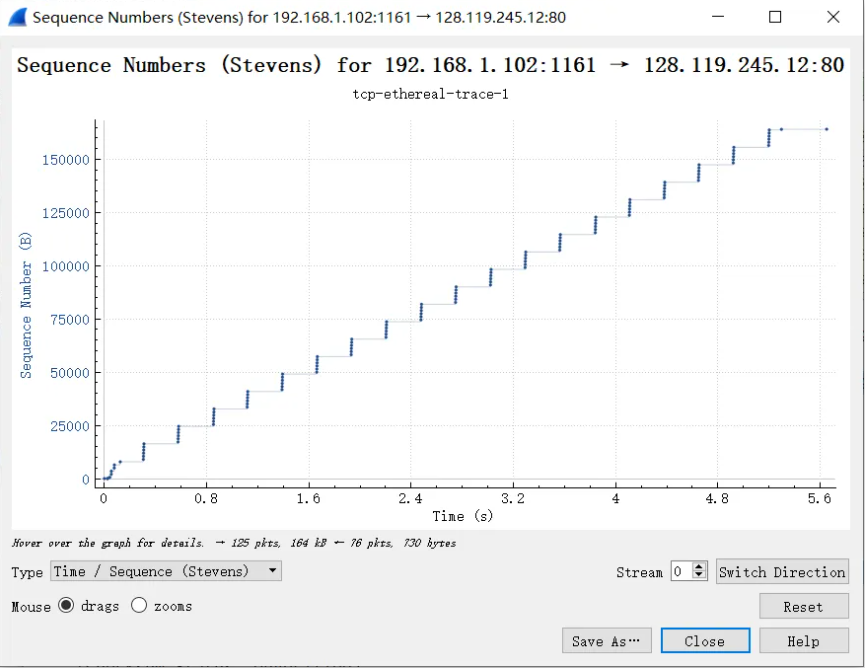 Sequence Numbers (Stevens) for 192.168.1.102:1161 → 128.119.245.12:80
Sequence Numbers (Stevens) for 192.168.1.102:1161 → 128.119.245.12:80
tcp-ethereal-trace-1
150000
125000
100000
75000
50000
25000
0
Sequence Number (B)
0 0.8 1.6 2.4 3.2 4 4.8 5.6
Time (s)
Hover over the graph for details. → 125 pkts, 164 kB ← 76 pkts, 730 bytes
Type Time / Sequence (Stevens) Stream 0 Switch Direction
Mouse drags zooms Reset
Save As… Close Help